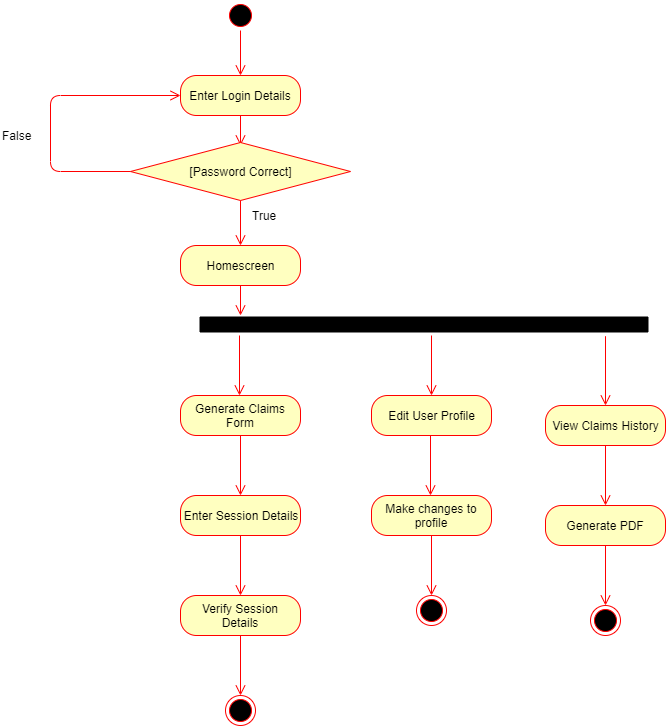 Enter Login Details
False
[Password Correct]
True
Homescreen
Generate Claims
Form
Edit User Profile
View Claims History
Enter Session Details
Make changes to
profile
Generate PDF
Verify Session
Details